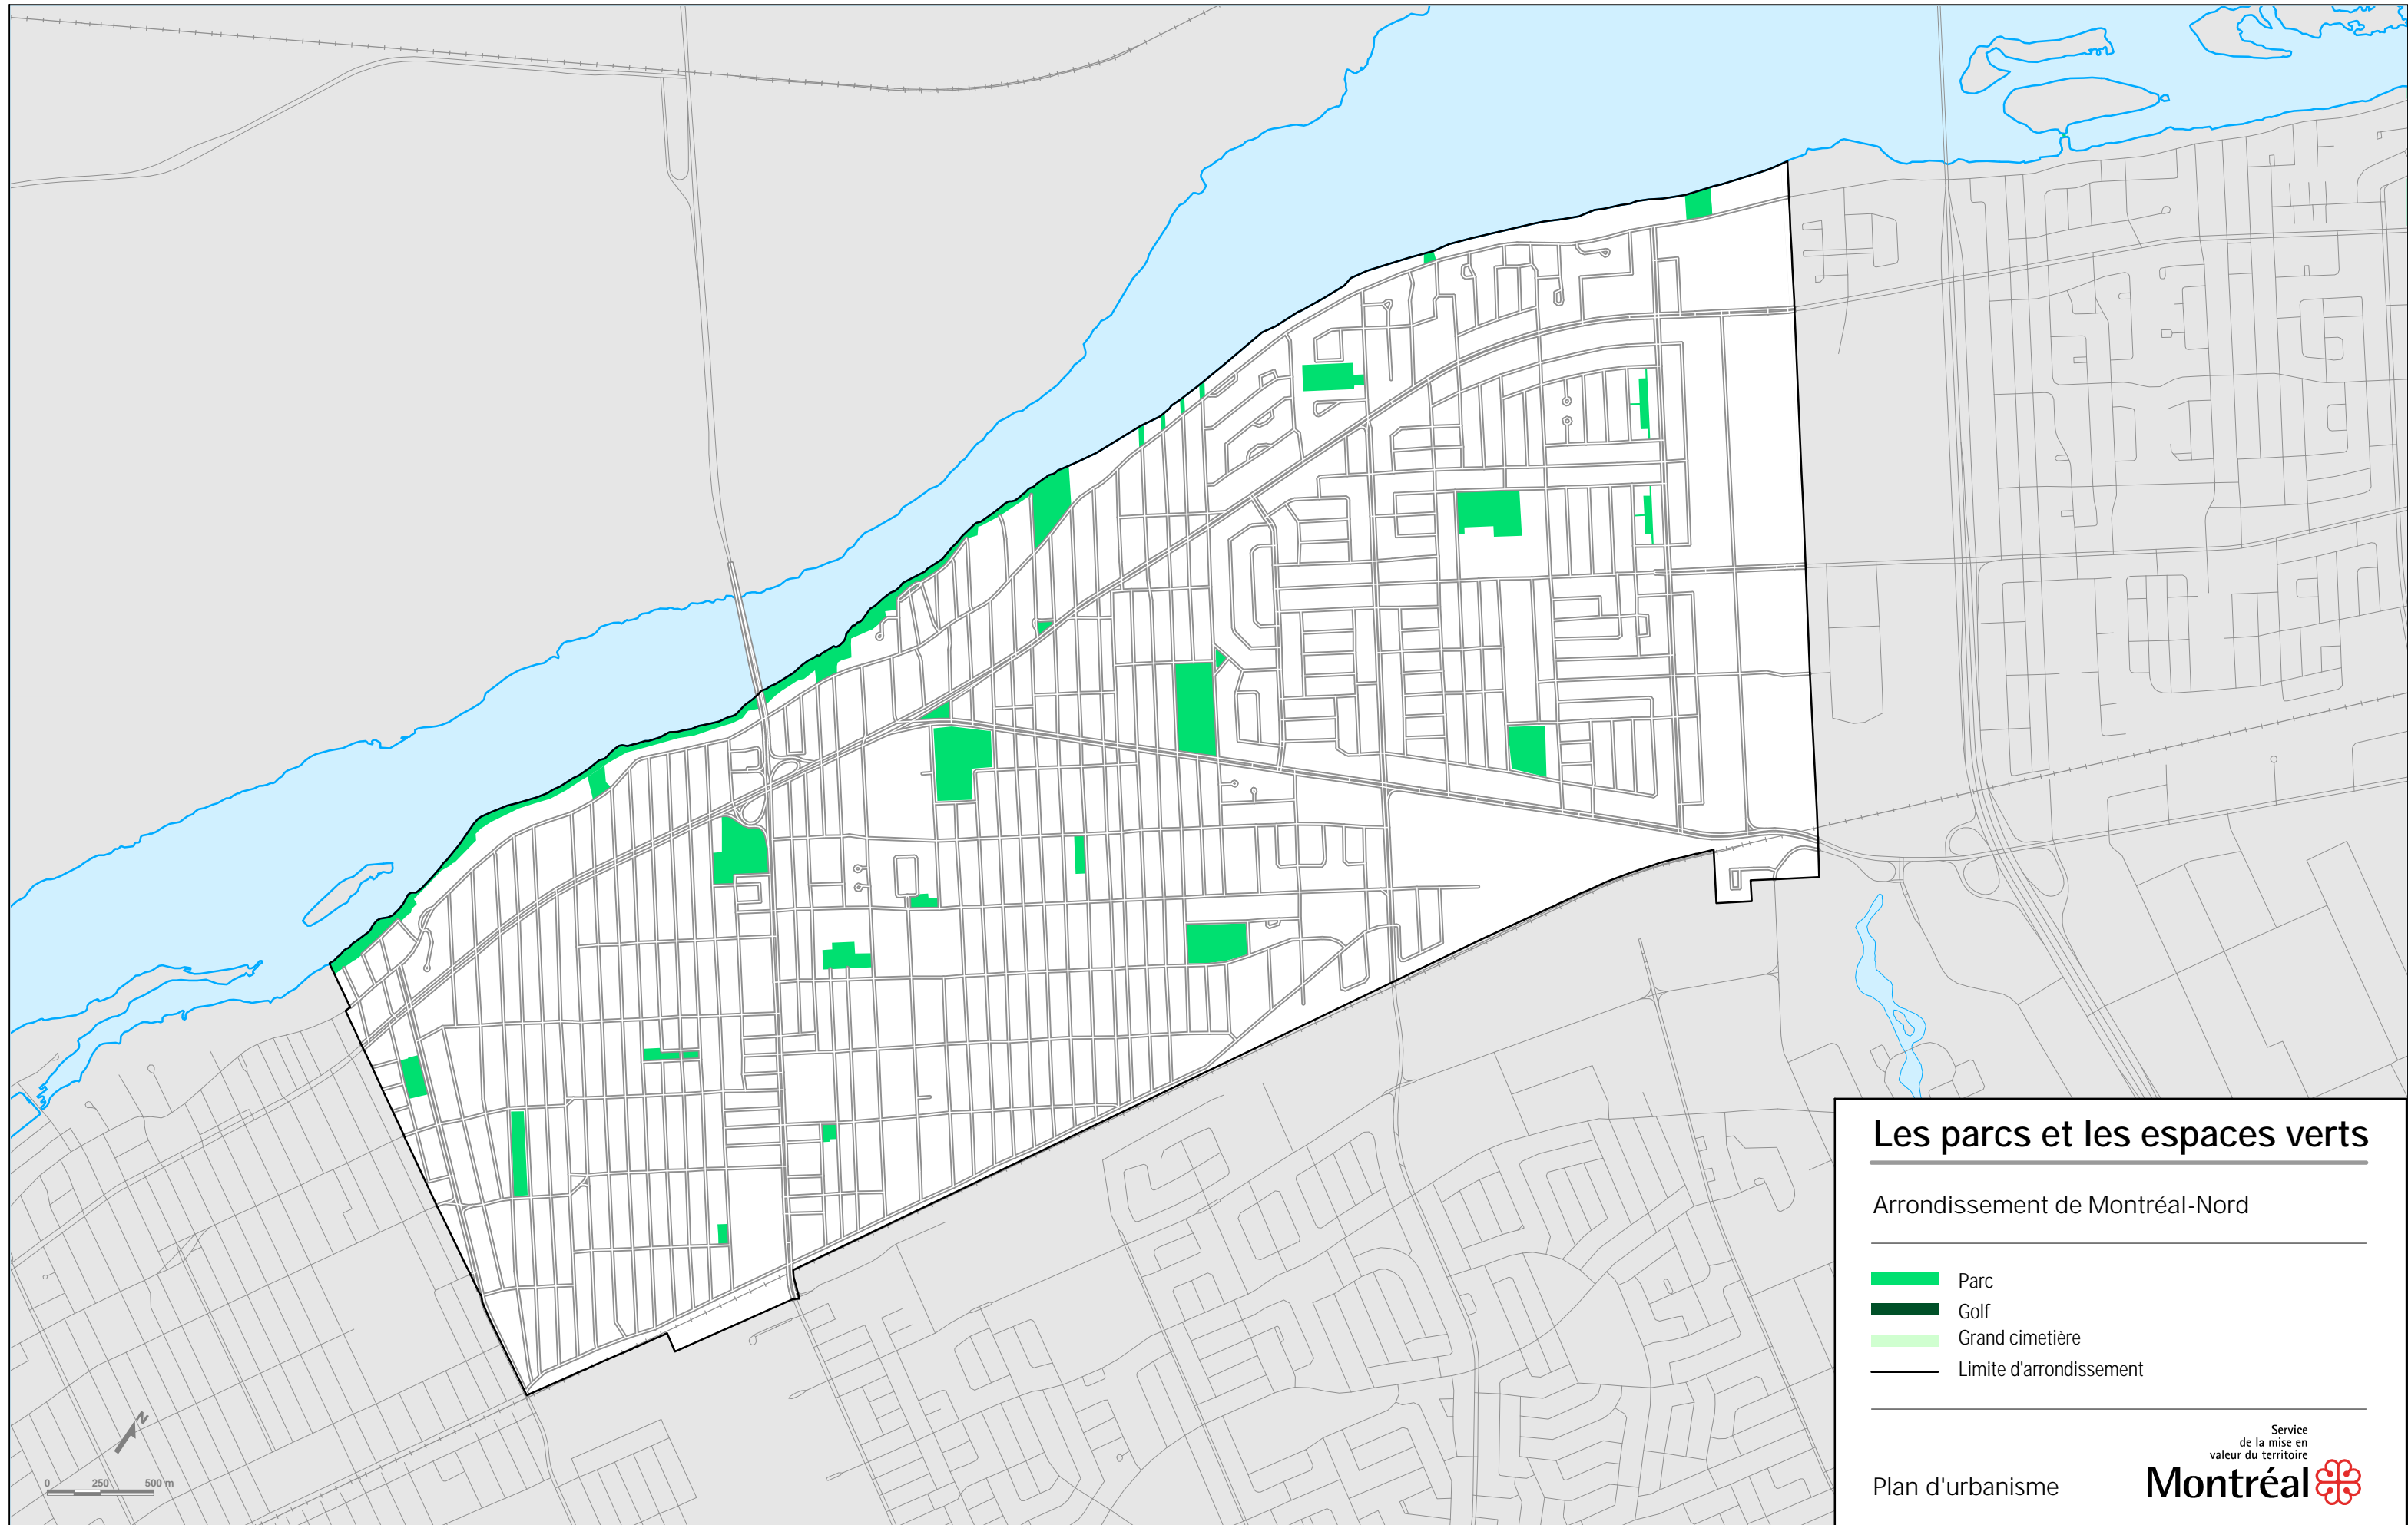 Les parcs et les espaces verts
Arrondissement de Montréal-Nord
Parc
Golf
Grand cimetière
Limite d'arrondissement
Service
de la mise en
valeur du territoire
Plan d'urbanisme
Montréal
N
0 250 500 m